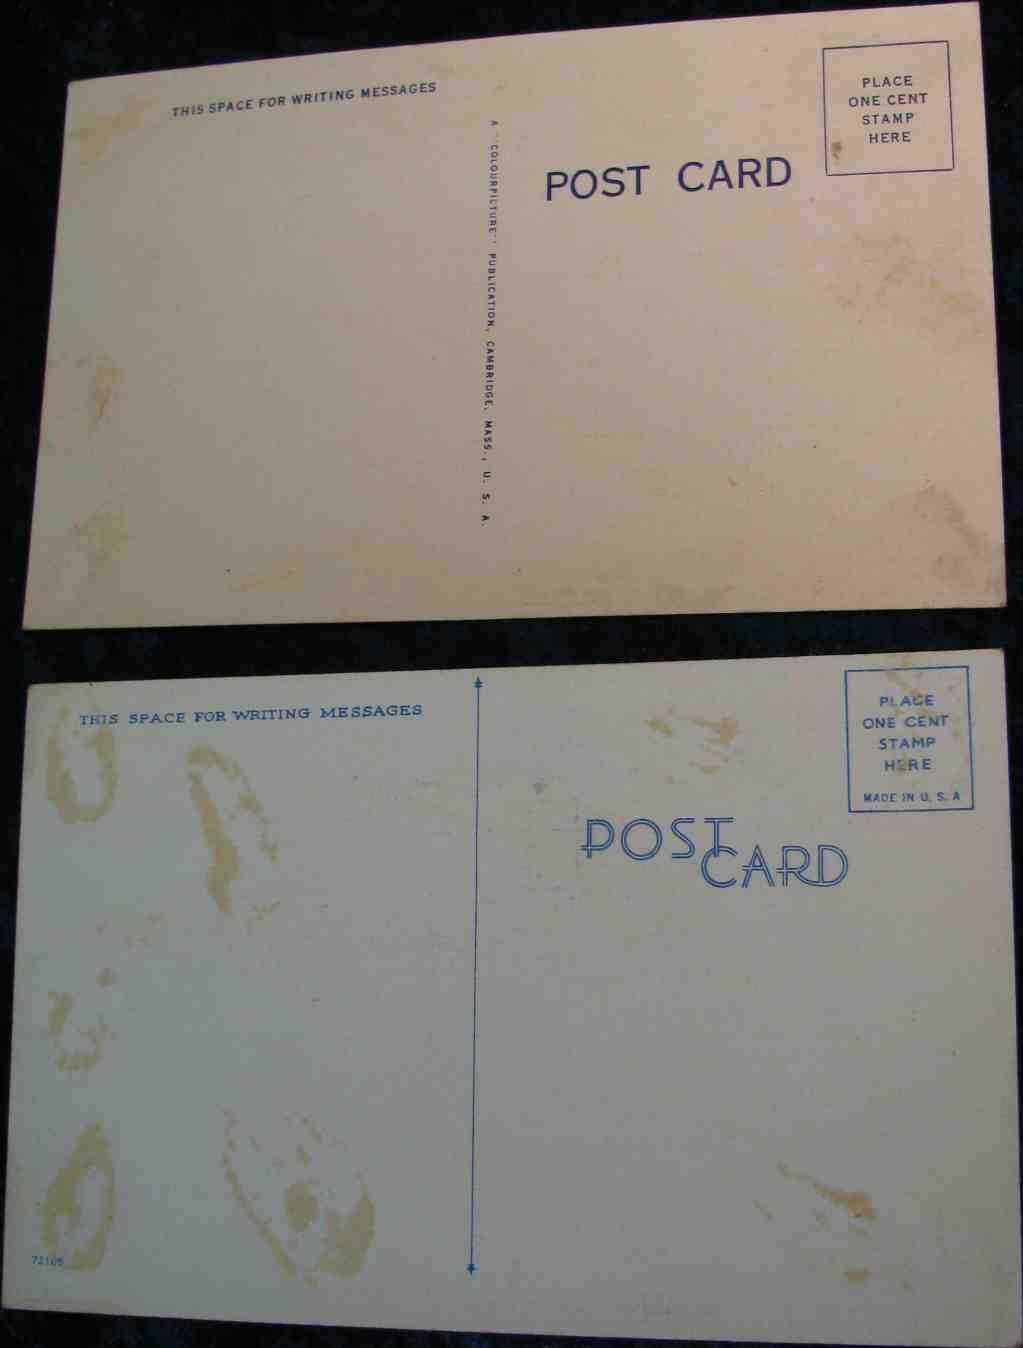 THIS SPACE FOR WRITING MESSAGES
A "COLOURPICTURE" PUBLICATION, CAMBRIDGE, MASS., U. S. A.
POST CARD
PLACE
ONE CENT
STAMP
HERE
THIS SPACE FOR WRITING MESSAGES
72105
POST
CARD
PLACE
ONE CENT
STAMP
HERE
MADE IN U. S. A